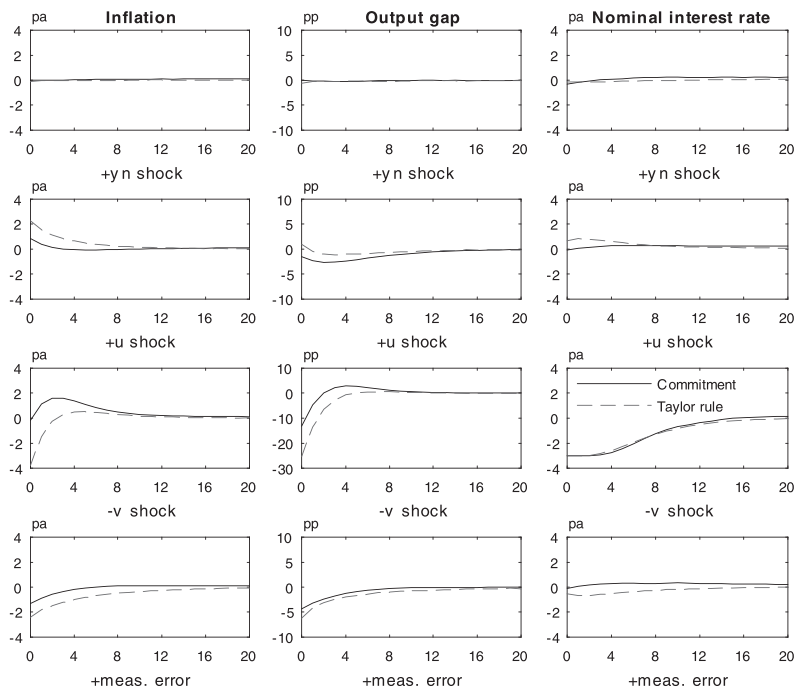 pa Inflation pp Output gap pa Nominal interest rate
4 10 4
2 5 2
0 0 0
-2 -5 -2
-4 -10 -4
0 4 8 12 16 20 0 4 8 12 16 20 0 4 8 12 16 20
+y n shock +y n shock +y n shock
pa pp pa
4 10 4
2 5 2
0 0 0
-2 -5 -2
-4 -10 -4
0 4 8 12 16 20 0 4 8 12 16 20 0 4 8 12 16 20
+u shock +u shock +u shock
pa pp pa
4 10 4
2 0 2
0 -10 0
-2 -20 -2
-4 -30 -4
Commitment
Taylor rule
0 4 8 12 16 20 0 4 8 12 16 20 0 4 8 12 16 20
-v shock -v shock -v shock
pa pp pa
4 10 4
2 5 2
0 0 0
-2 -5 -2
-4 -10 -4
0 4 8 12 16 20 0 4 8 12 16 20 0 4 8 12 16 20
+meas. error +meas. error +meas. error